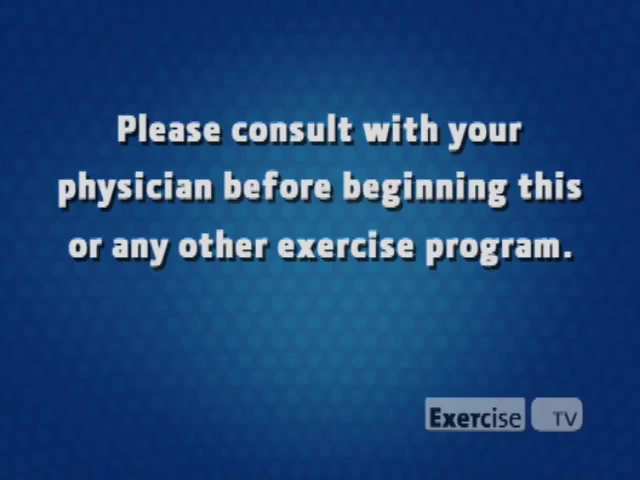 Please consult with your
physician before beginning this
or any other exercise program.
Exercise TV